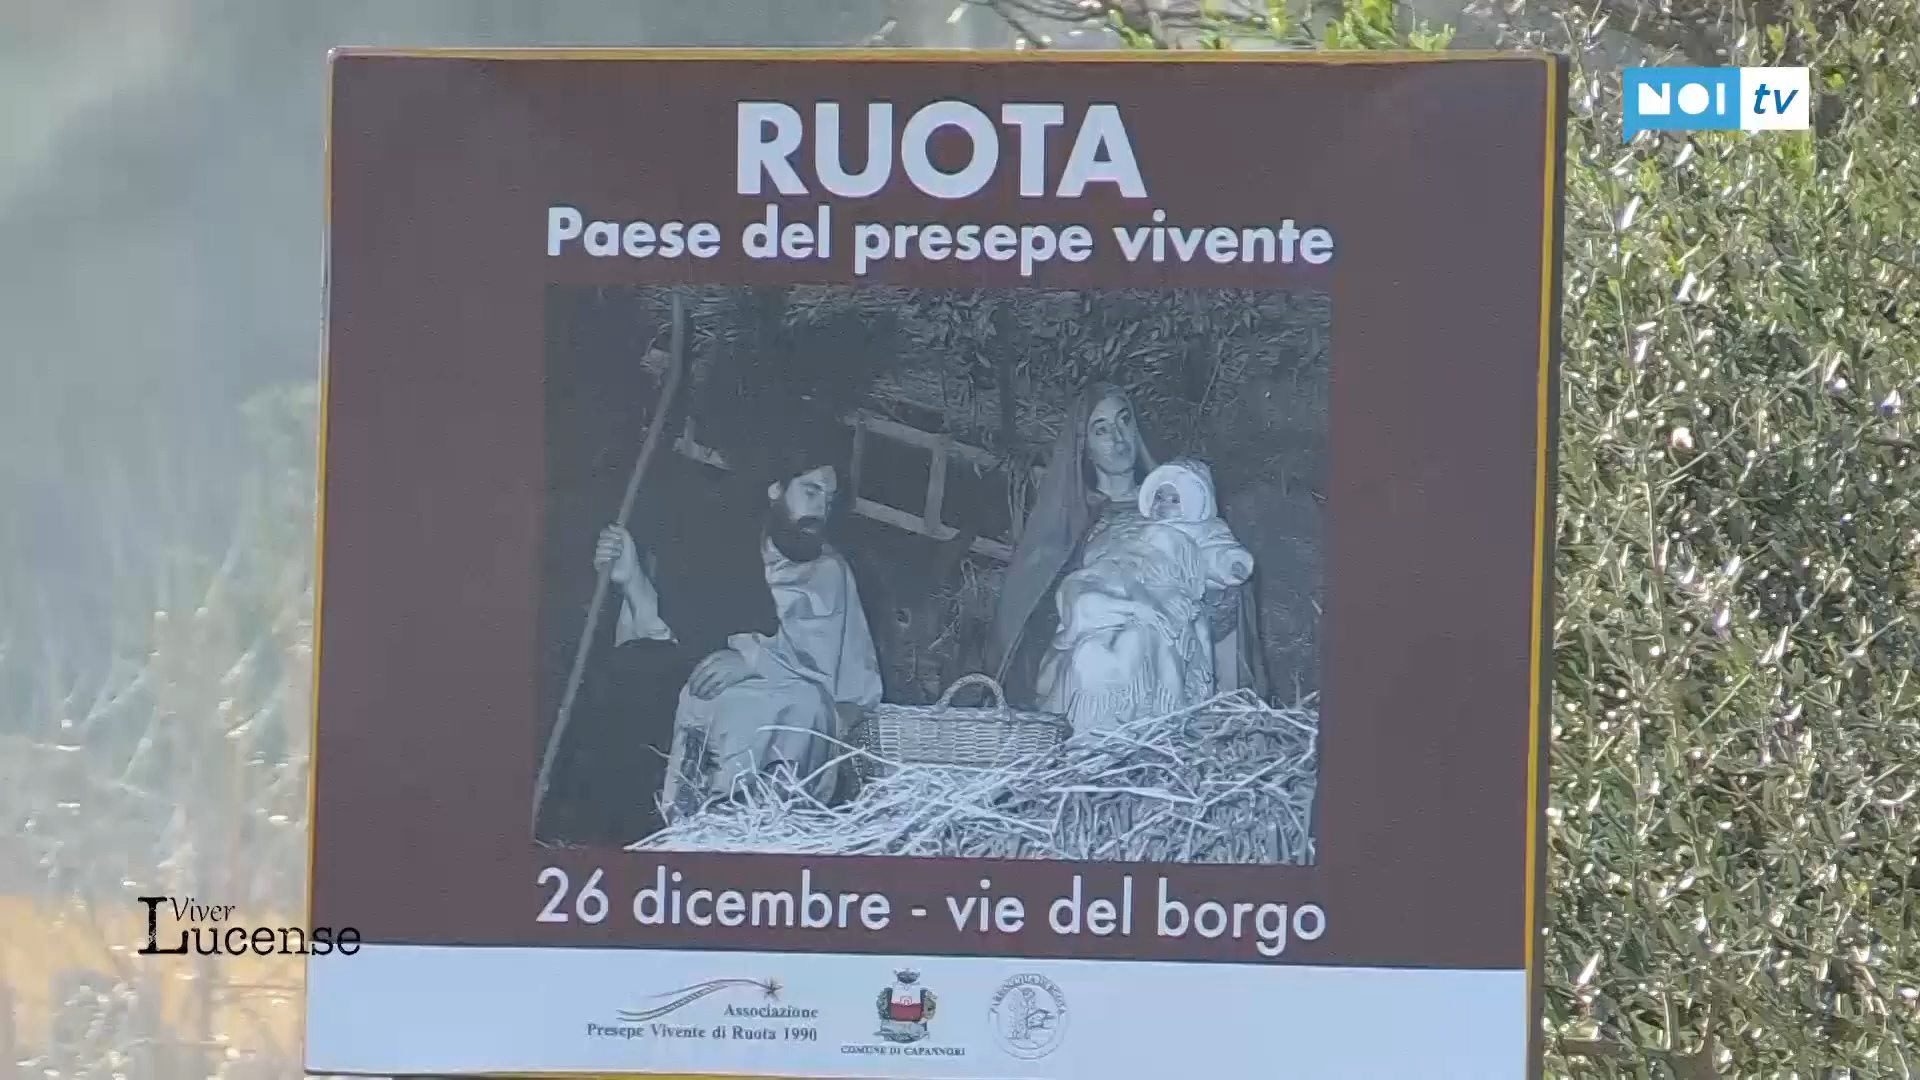 NOI tv
RUOTA
Paese del presepe vivente
26 dicembre - vie del borgo
Viver
Lucense
Associazione
Presepe Vivente di Ruota 1990
COMUNE DI CAPANNORI